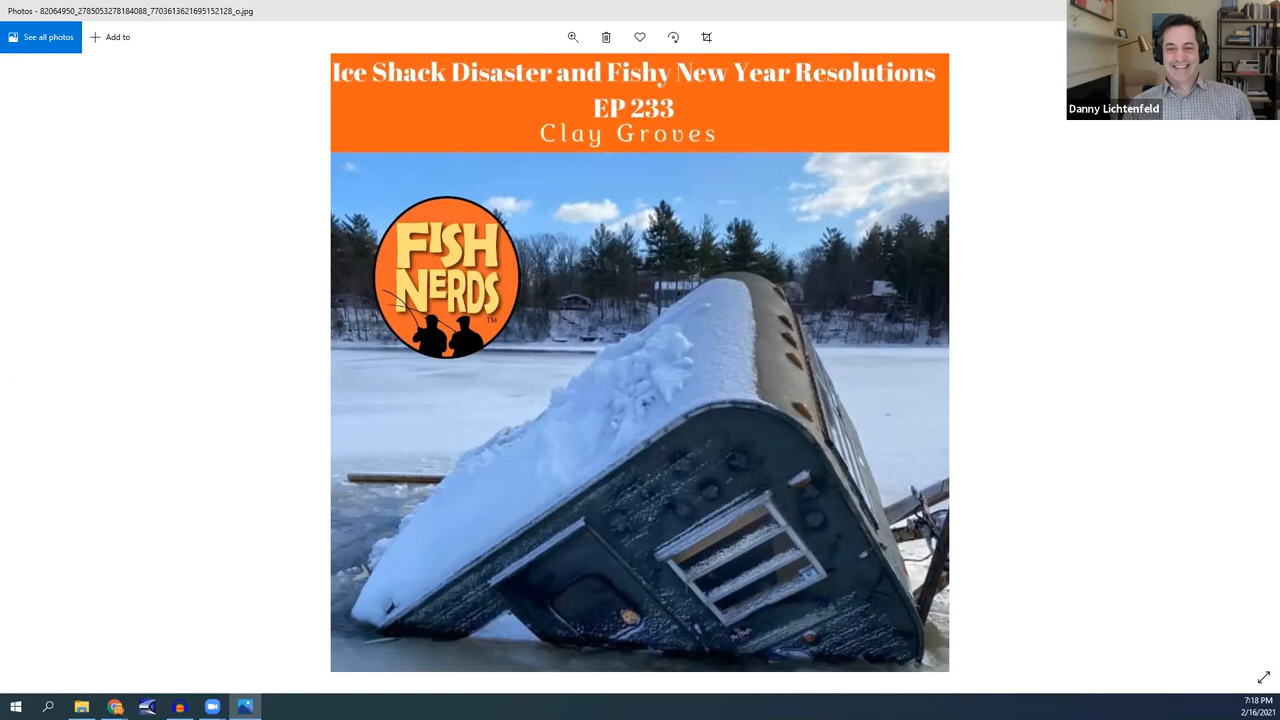 Photos - 82064950_2785053278184088_7703613621695152128_o.jpg
See all photos
Add to
Ice Shack Disaster and Fishy New Year Resolutions
EP 233
Clay Groves
FISH
NERDS
TM
Danny Lichtenfeld
7:18 PM
2/16/2021